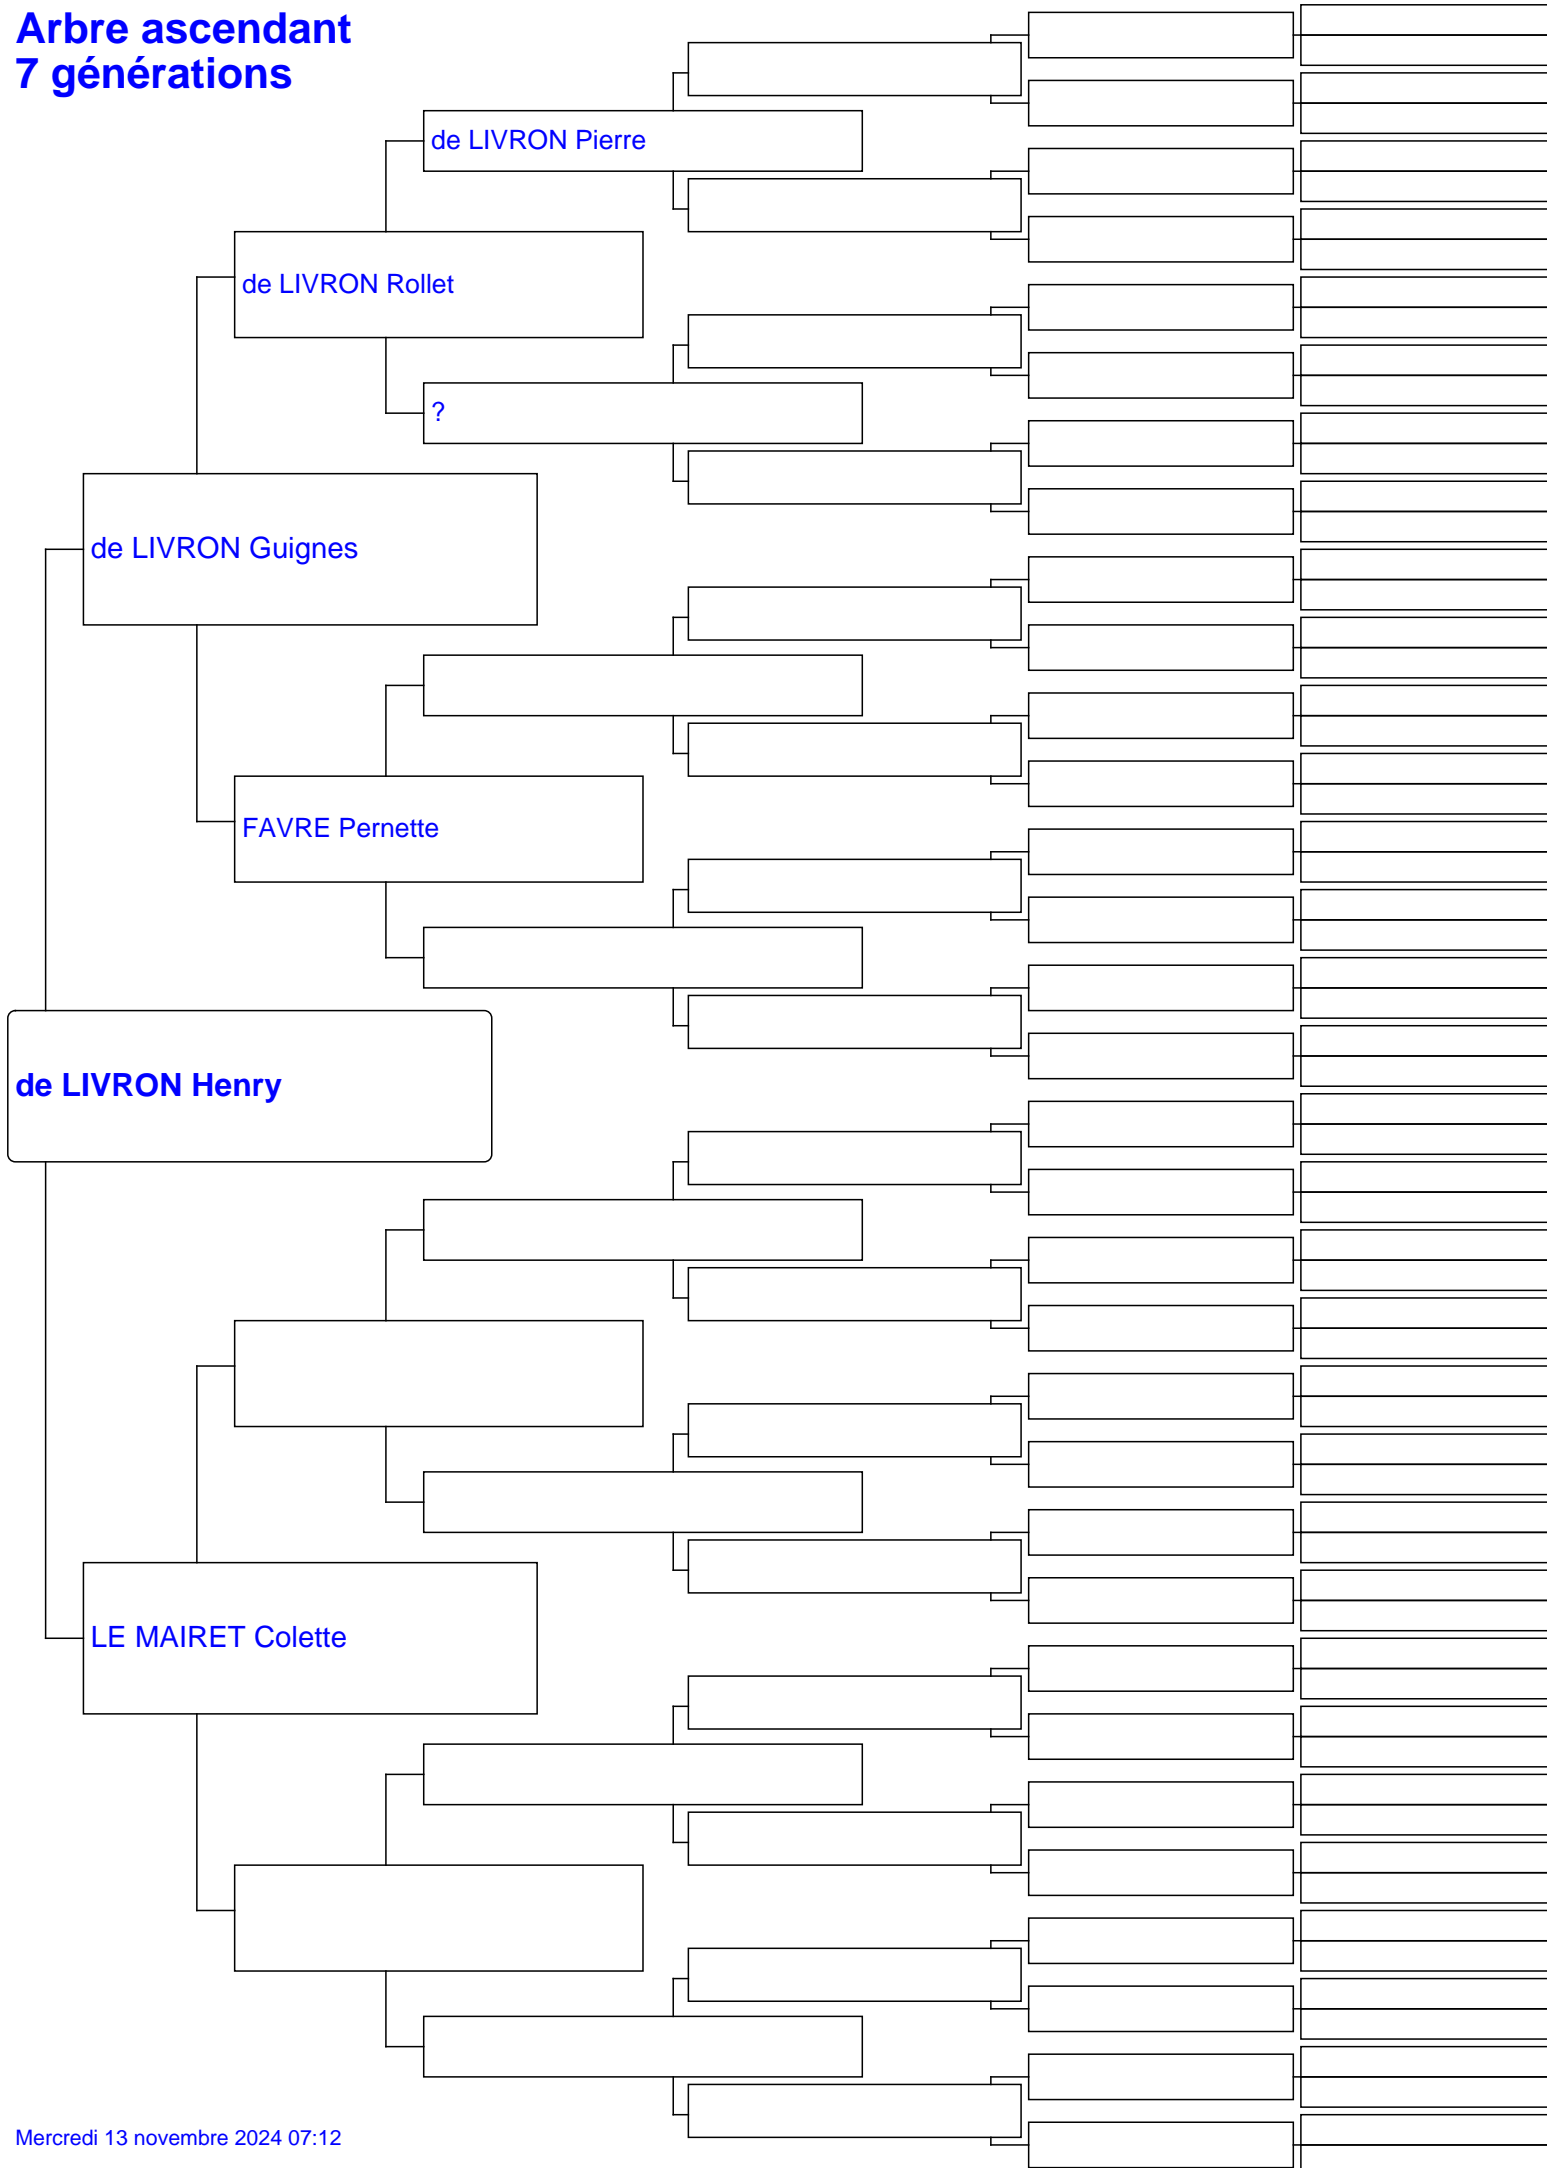 Arbre ascendant
7 générations
de LIVRON Pierre
de LIVRON Rollet
?
de LIVRON Guignes
FAVRE Pernette
de LIVRON Henry
LE MAIRET Colette
Mercredi 13 novembre 2024 07:12